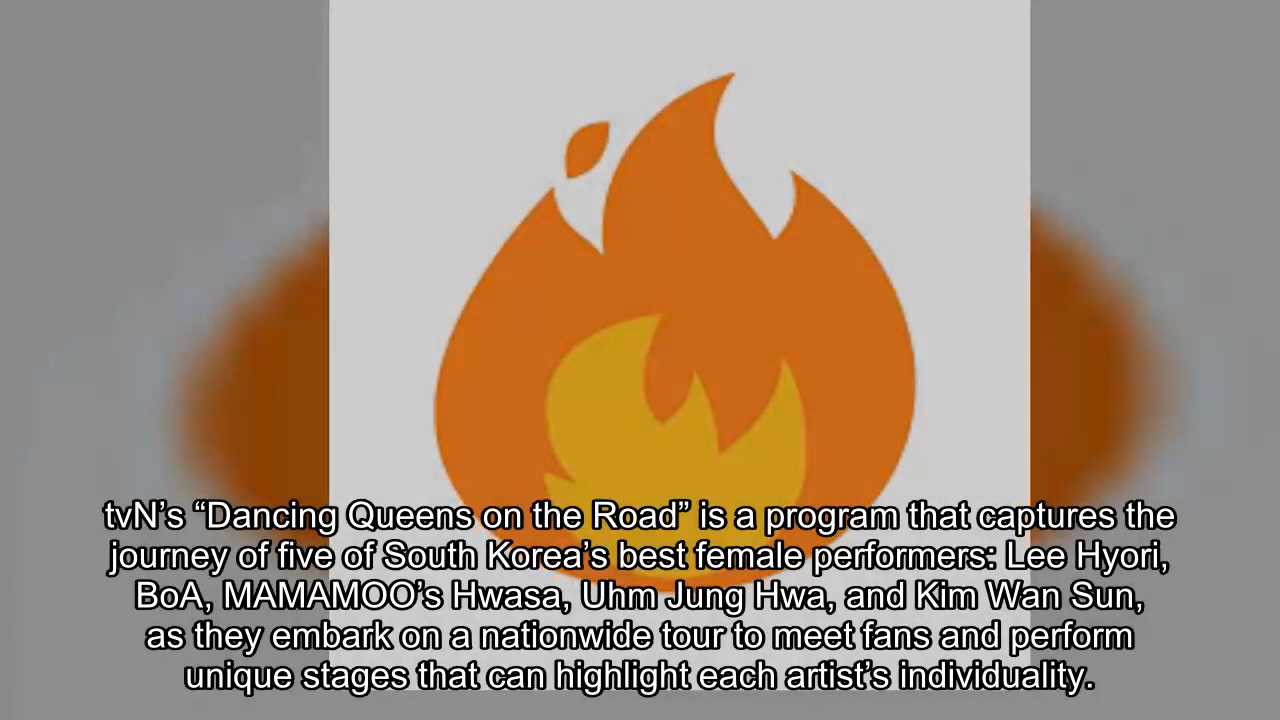 tvN’s “Dancing Queens on the Road” is a program that captures the
journey of five of South Korea’s best female performers: Lee Hyori,
BoA, MAMAMOO’s Hwasa, Uhm Jung Hwa, and Kim Wan Sun,
as they embark on a nationwide tour to meet fans and perform
unique stages that can highlight each artist’s individuality.